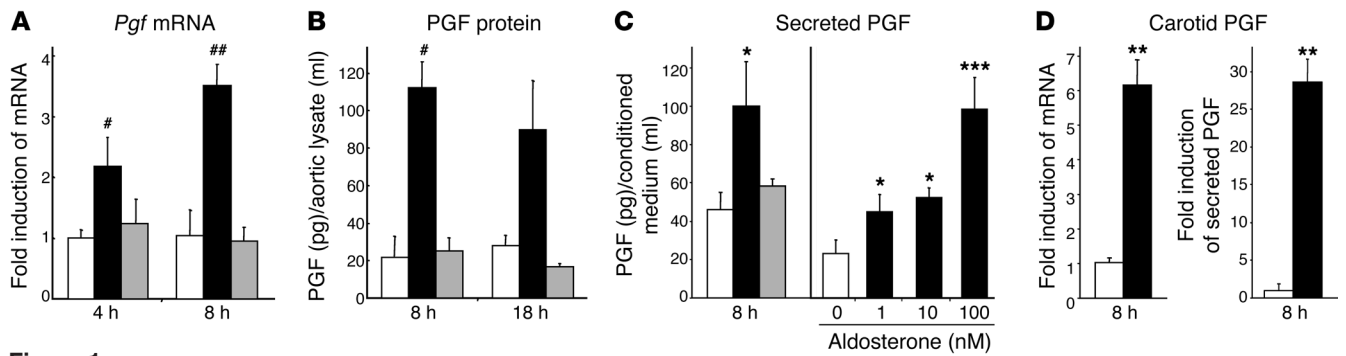 A Pgf mRNA
Fold induction of mRNA
4
3
2
1
0
# ##
4 h 8 h
B PGF protein
PGF (pg)/aortic lysate (ml)
120
100
80
60
40
20
0
#
8 h 18 h
C Secreted PGF
PGF (pg)/conditioned
medium (ml)
120
100
80
60
40
20
0
* * * ***
8 h 0 1 10 100
Aldosterone (nM)
D Carotid PGF
Fold induction of mRNA
7
6
5
4
3
2
1
0
**
8 h
Fold induction
of secreted PGF
30
25
20
15
10
5
0
**
8 h